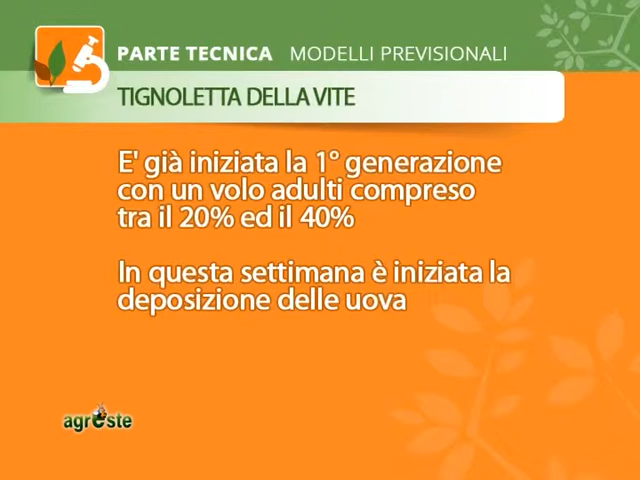 PARTE TECNICA MODELLI PREVISIONALI
TIGNOLETTA DELLA VITE
E' già iniziata la 1° generazione
con un volo adulti compreso
tra il 20% ed il 40%
In questa settimana è iniziata la
deposizione delle uova
agreste